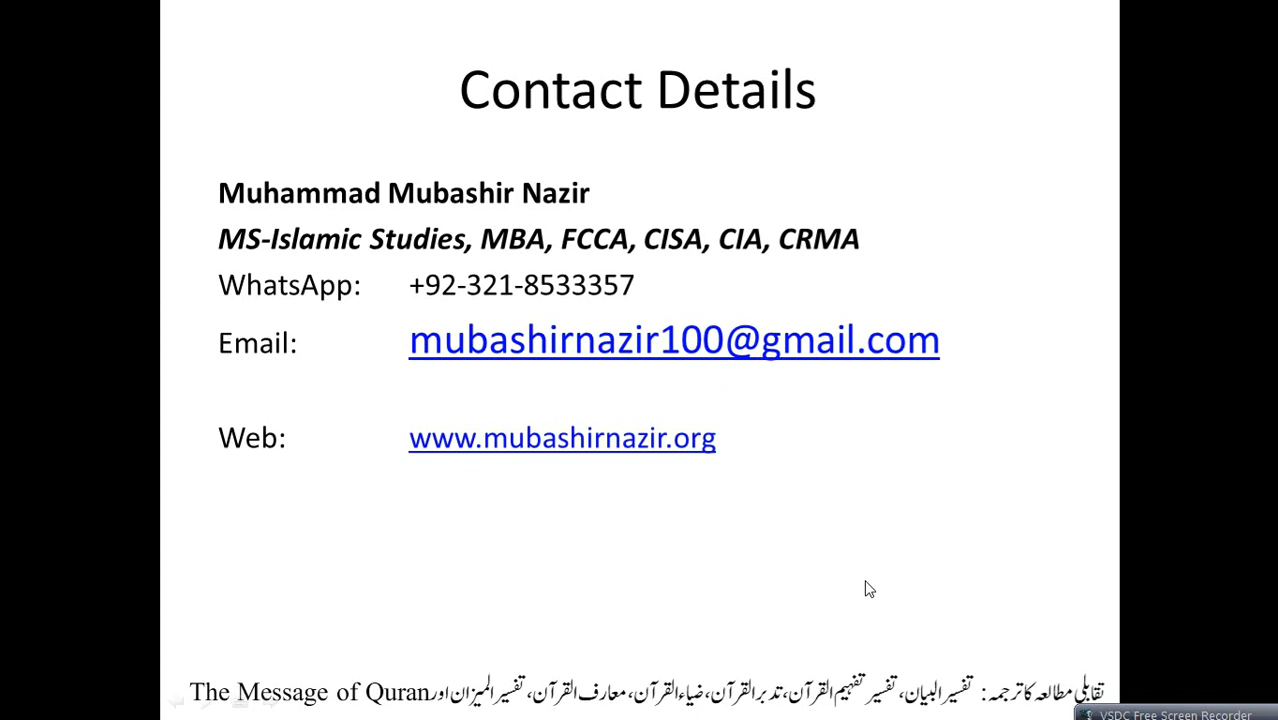 Contact Details
Muhammad Mubashir Nazir
MS-Islamic Studies, MBA, FCCA, CISA, CIA, CRMA
WhatsApp: +92-321-8533357
Email: mubashirnazir100@gmail.com
Web: www.mubashirnazir.org
تقابلی مطالعہ کا ترجمہ: تفسیر البیان، تفسیر تفہیم القرآن، تدبر القرآن، ضیاء القرآن، معارف القرآن، تفسیر المیزان اور The Message of Quran
VSDC Free Screen Recorder